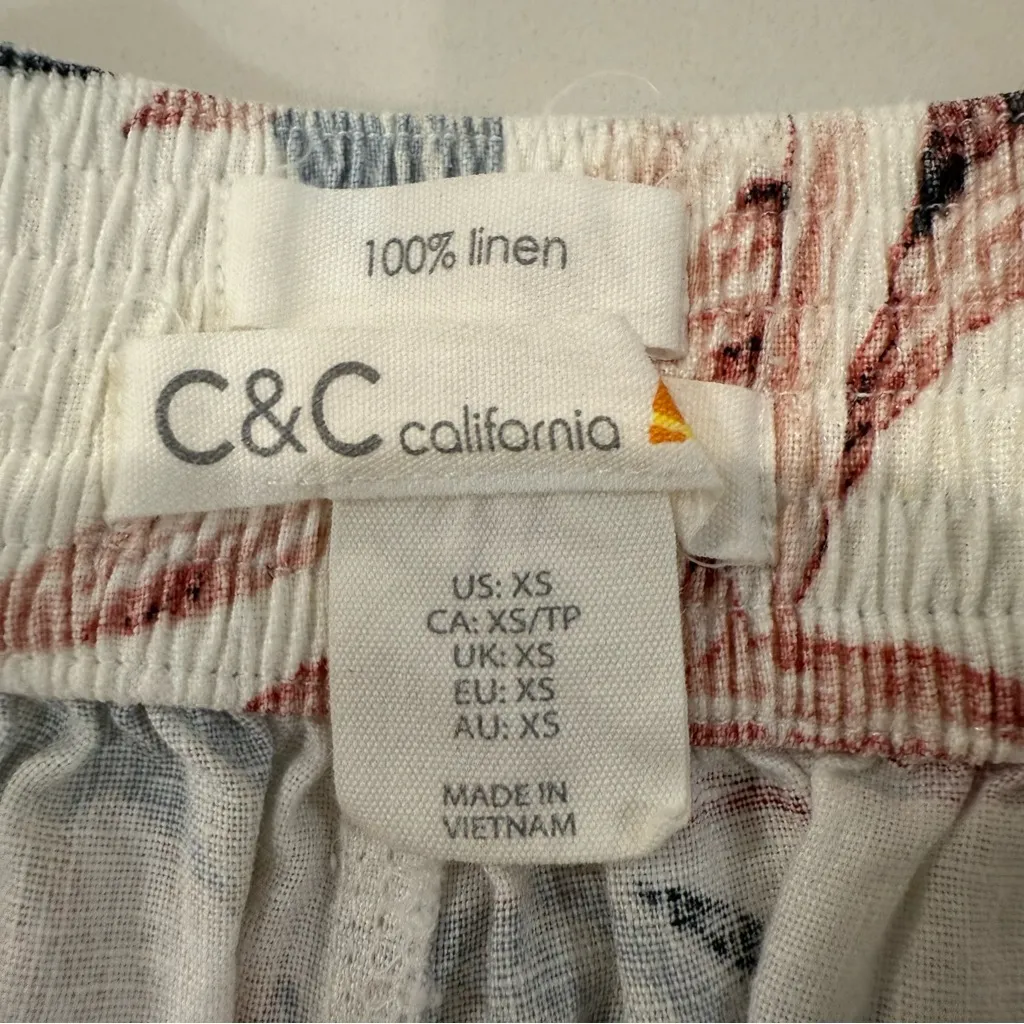 100% linen
C&C california
US: XS
CA: XS/TP
UK: XS
EU: XS
AU: XS
MADE IN
VIETNAM